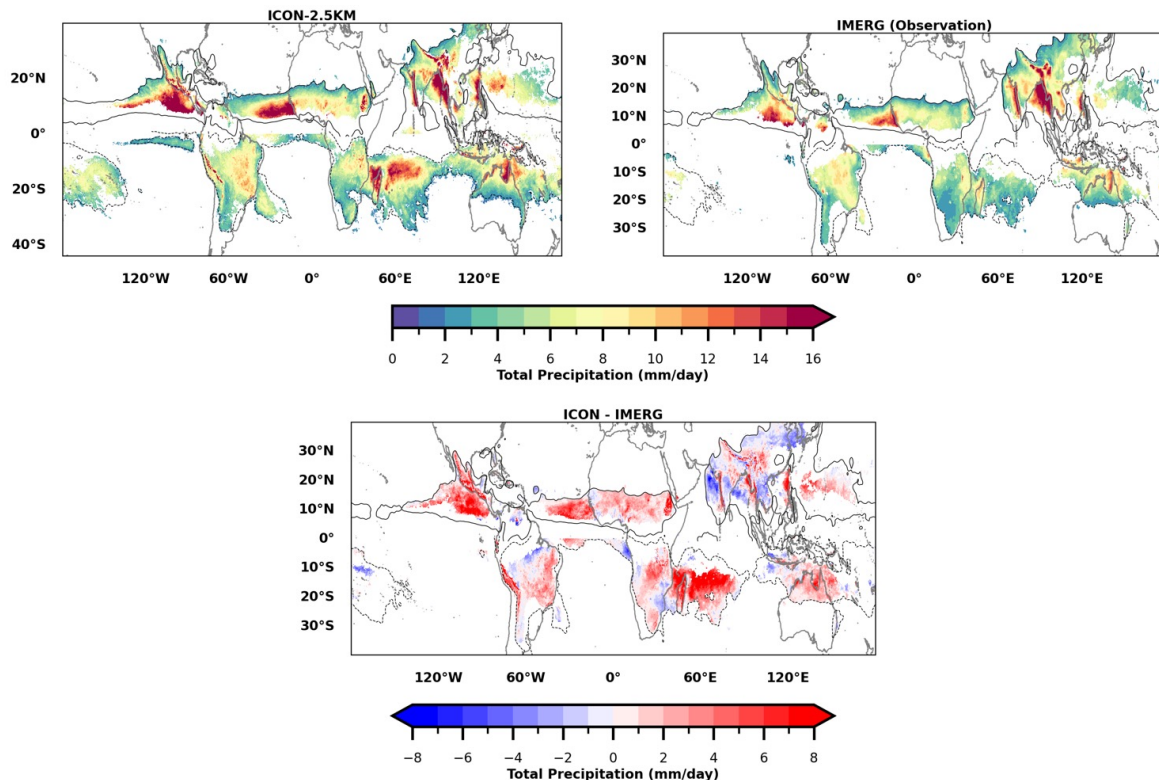 ICON-2.5KM
20°N
0°
20°S
40°S
120°W 60°W 0° 60°E 120°E
IMERG (Observation)
30°N
20°N
10°N
0°
10°S
20°S
30°S
120°W 60°W 0° 60°E 120°E
0 2 4 6 8 10 12 14 16
Total Precipitation (mm/day)
ICON - IMERG
30°N
20°N
10°N
0°
10°S
20°S
30°S
120°W 60°W 0° 60°E 120°E
−8 −6 −4 −2 0 2 4 6 8
Total Precipitation (mm/day)